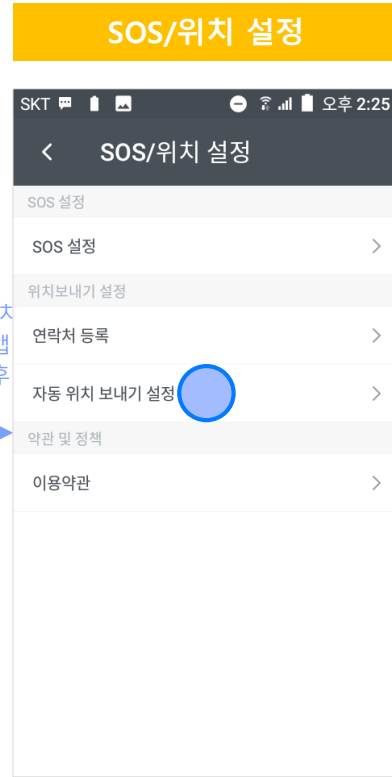 SOS/위치 설정
SKT 오후 2:25
SOS/위치 설정
SOS 설정
SOS 설정
위치보내기 설정
연락처 등록
자동 위치 보내기 설정
약관 및 정책
이용약관